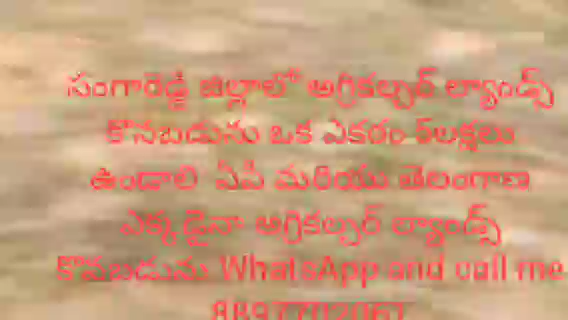 సంగారెడ్డి జిల్లాలో అగ్రికల్చర్ ల్యాండ్స్
కొనబడును ఒక ఎకరం 5లక్షలు
ఉండాలి ఏపీ మరియు తెలంగాణ
ఎక్కడైనా అగ్రికల్చర్ ల్యాండ్స్
కొనబడును WhatsApp and call me